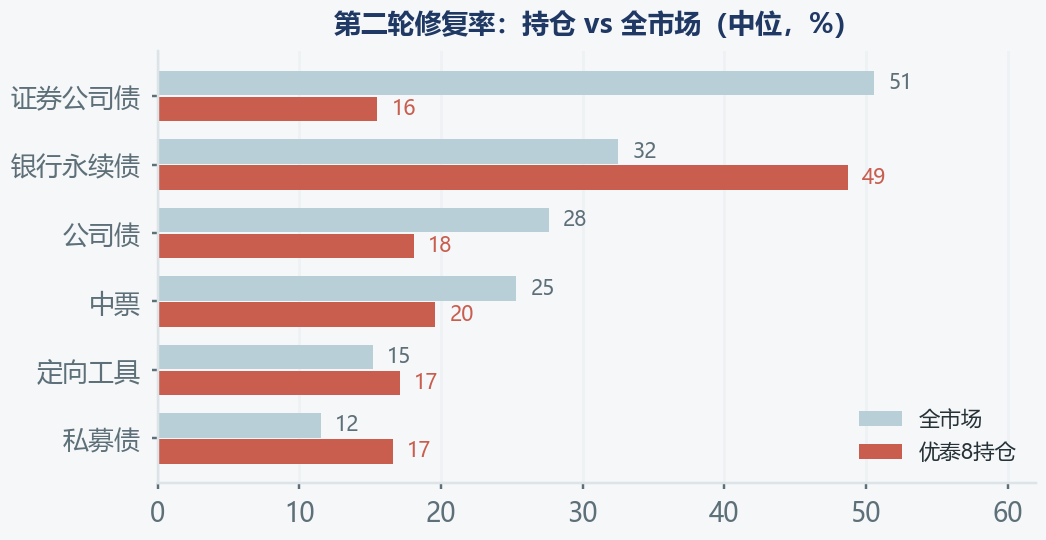 第二轮修复率：持仓 vs 全市场（中位，%）
证券公司债
51
16
银行永续债
32
49
公司债
28
18
中票
25
20
定向工具
15
17
私募债
12
17
全市场
优泰8持仓
0 10 20 30 40 50 60